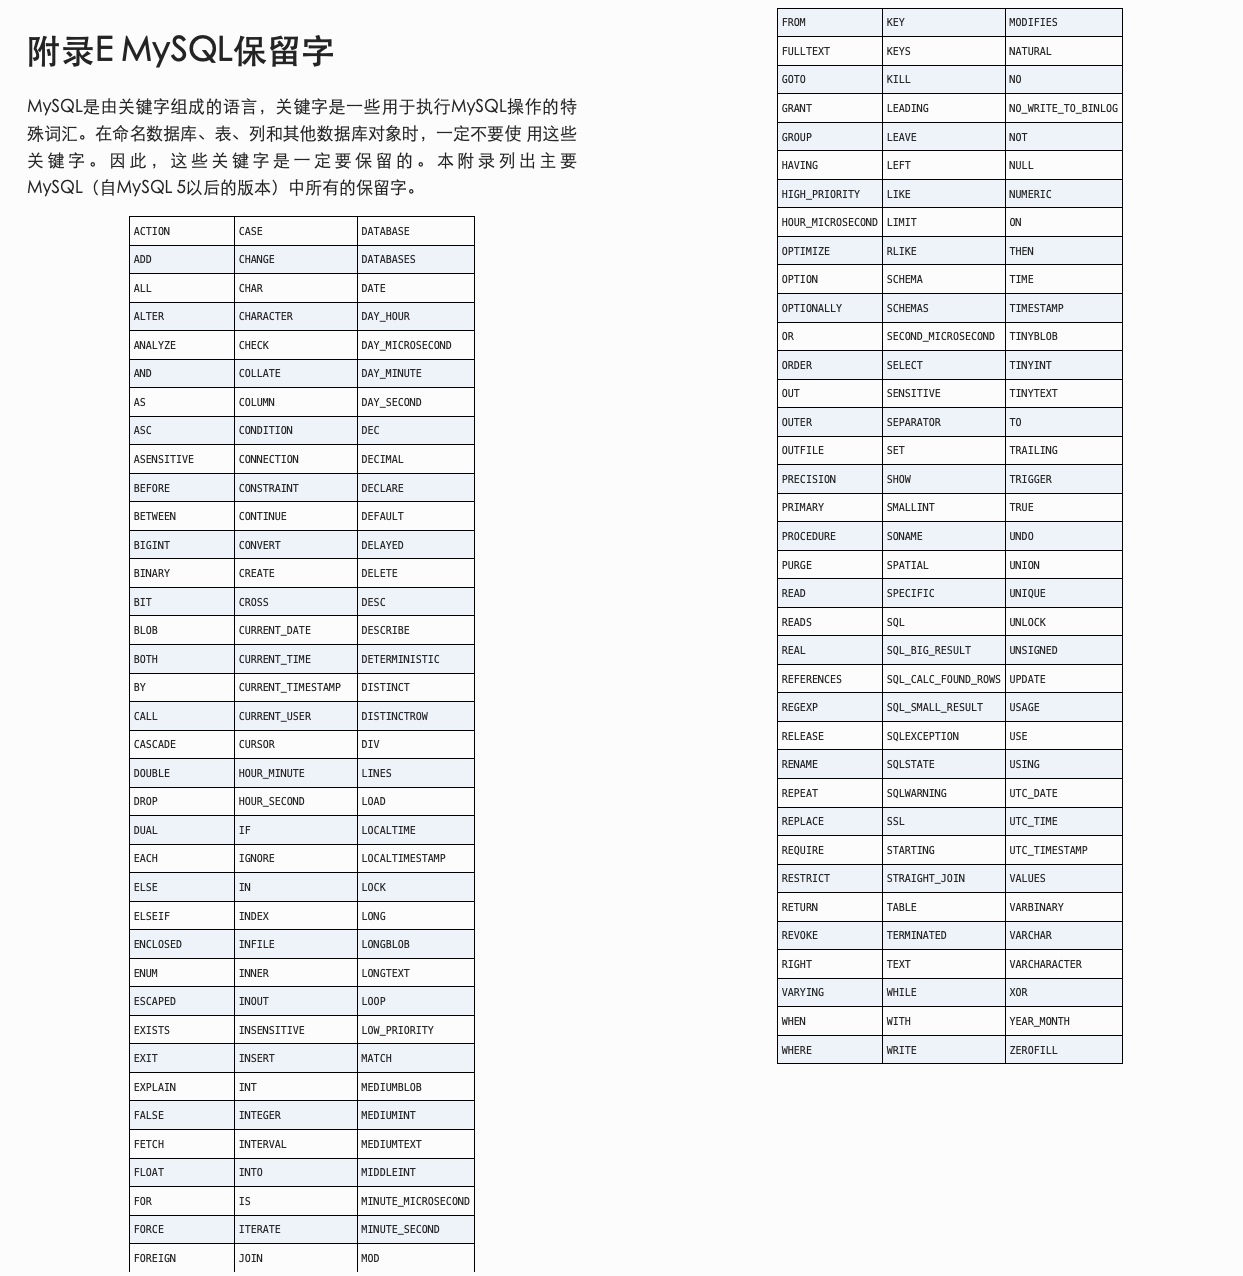 附录E MySQL保留字
MySQL是由关键字组成的语言，关键字是一些用于执行MySQL操作的特
殊词汇。在命名数据库、表、列和其他数据库对象时，一定不要使 用这些
关键字。因此，这些关键字是一定要保留的。本附录列出主要
MySQL（自MySQL 5以后的版本）中所有的保留字。
ACTION CASE DATABASE
ADD CHANGE DATABASES
ALL CHAR DATE
ALTER CHARACTER DAY_HOUR
ANALYZE CHECK DAY_MICROSECOND
AND COLLATE DAY_MINUTE
AS COLUMN DAY_SECOND
ASC CONDITION DEC
ASENSITIVE CONNECTION DECIMAL
BEFORE CONSTRAINT DECLARE
BETWEEN CONTINUE DEFAULT
BIGINT CONVERT DELAYED
BINARY CREATE DELETE
BIT CROSS DESC
BLOB CURRENT_DATE DESCRIBE
BOTH CURRENT_TIME DETERMINISTIC
BY CURRENT_TIMESTAMP DISTINCT
CALL CURRENT_USER DISTINCTROW
CASCADE CURSOR DIV
DOUBLE HOUR_MINUTE LINES
DROP HOUR_SECOND LOAD
DUAL IF LOCALTIME
EACH IGNORE LOCALTIMESTAMP
ELSE IN LOCK
ELSEIF INDEX LONG
ENCLOSED INFILE LONGBLOB
ENUM INNER LONGTEXT
ESCAPED INOUT LOOP
EXISTS INSENSITIVE LOW_PRIORITY
EXIT INSERT MATCH
EXPLAIN INT MEDIUMBLOB
FALSE INTEGER MEDIUMINT
FETCH INTERVAL MEDIUMTEXT
FLOAT INTO MIDDLEINT
FOR IS MINUTE_MICROSECOND
FORCE ITERATE MINUTE_SECOND
FOREIGN JOIN MOD
FROM KEY MODIFIES
FULLTEXT KEYS NATURAL
GOTO KILL NO
GRANT LEADING NO_WRITE_TO_BINLOG
GROUP LEAVE NOT
HAVING LEFT NULL
HIGH_PRIORITY LIKE NUMERIC
HOUR_MICROSECOND LIMIT ON
OPTIMIZE RLIKE THEN
OPTION SCHEMA TIME
OPTIONALLY SCHEMAS TIMESTAMP
OR SECOND_MICROSECOND TINYBLOB
ORDER SELECT TINYINT
OUT SENSITIVE TINYTEXT
OUTER SEPARATOR TO
OUTFILE SET TRAILING
PRECISION SHOW TRIGGER
PRIMARY SMALLINT TRUE
PROCEDURE SONAME UNDO
PURGE SPATIAL UNION
READ SPECIFIC UNIQUE
READS SQL UNLOCK
REAL SQL_BIG_RESULT UNSIGNED
REFERENCES SQL_CALC_FOUND_ROWS UPDATE
REGEXP SQL_SMALL_RESULT USAGE
RELEASE SQLEXCEPTION USE
RENAME SQLSTATE USING
REPEAT SQLWARNING UTC_DATE
REPLACE SSL UTC_TIME
REQUIRE STARTING UTC_TIMESTAMP
RESTRICT STRAIGHT_JOIN VALUES
RETURN TABLE VARBINARY
REVOKE TERMINATED VARCHAR
RIGHT TEXT VARCHARACTER
VARYING WHILE XOR
WHEN WITH YEAR_MONTH
WHERE WRITE ZEROFILL